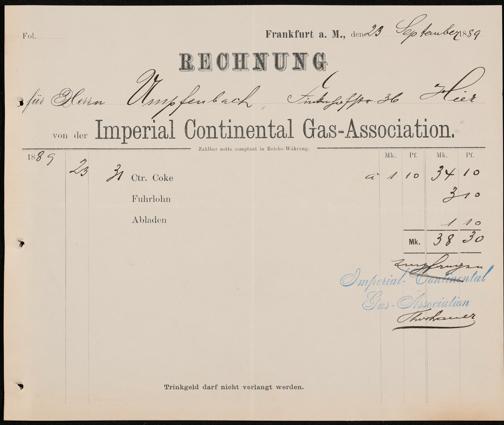 Fol.
Frankfurt a. M., den 23 September 1889
RECHNUNG
für Herrn Umpfenbach, Hier
von der Imperial Continental Gas-Association.
Zahlbar netto comptant in Reichs-Währung.
1889 Mk. Pf. Mk. Pf.
23 31 Ctr. Coke à 1 10 34 10
Fuhrlohn 3 10
Abladen 1 10
Mk. 38 30
empfangen
Imperial-Continental
Gas-Association
Trinkgeld darf nicht verlangt werden.